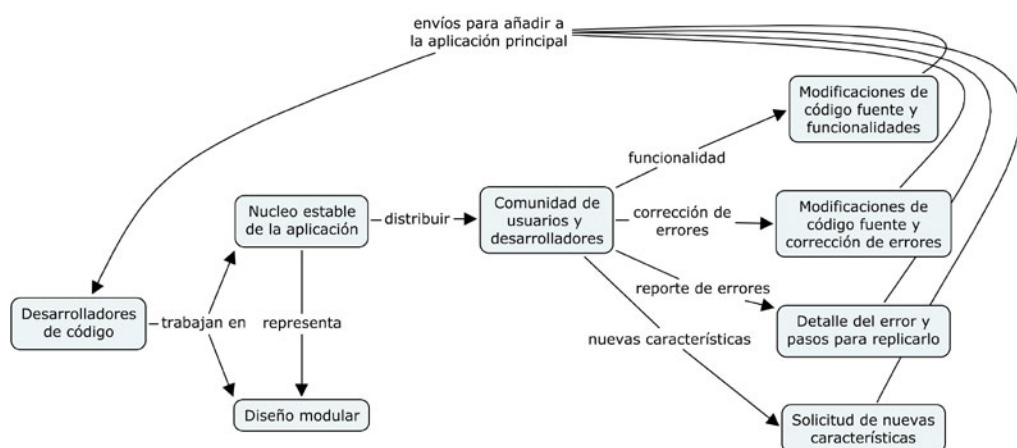 envíos para añadir a
la aplicación principal
Modificaciones de
código fuente y
funcionalidades
funcionalidad
Nucleo estable
de la aplicación
distribuir
Comunidad de
usuarios y
desarrolladores
corrección de
errores
Modificaciones de
código fuente y
corrección de errores
reporte de errores
Desarrolladores
de código
trabajan en
representa
nuevas características
Detalle del error y
pasos para replicarlo
Diseño modular
Solicitud de nuevas
características